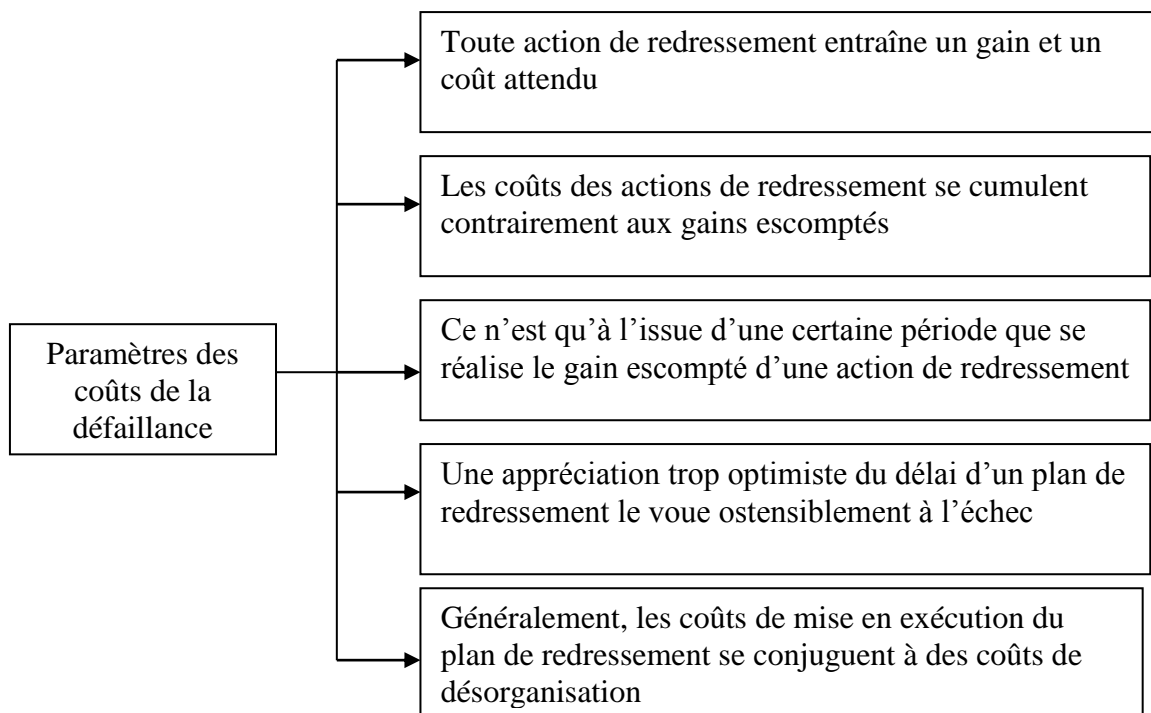 Toute action de redressement entraîne un gain et un
coût attendu
Les coûts des actions de redressement se cumulent
contrairement aux gains escomptés
Paramètres des
coûts de la
défaillance
Ce n’est qu’à l’issue d’une certaine période que se
réalise le gain escompté d’une action de redressement
Une appréciation trop optimiste du délai d’un plan de
redressement le voue ostensiblement à l’échec
Généralement, les coûts de mise en exécution du
plan de redressement se conjuguent à des coûts de
désorganisation